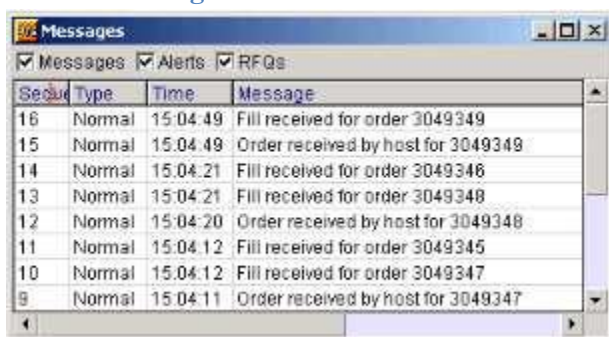 Messages
Messages Alerts RFQs
Seque Type Time Message
16 Normal 15:04:49 Fill received for order 3049349
15 Normal 15:04:49 Order received by host for 3049349
14 Normal 15:04:21 Fill received for order 3049346
13 Normal 15:04:21 Fill received for order 3049348
12 Normal 15:04:20 Order received by host for 3049348
11 Normal 15:04:12 Fill received for order 3049345
10 Normal 15:04:12 Fill received for order 3049347
9 Normal 15:04:11 Order received by host for 3049347